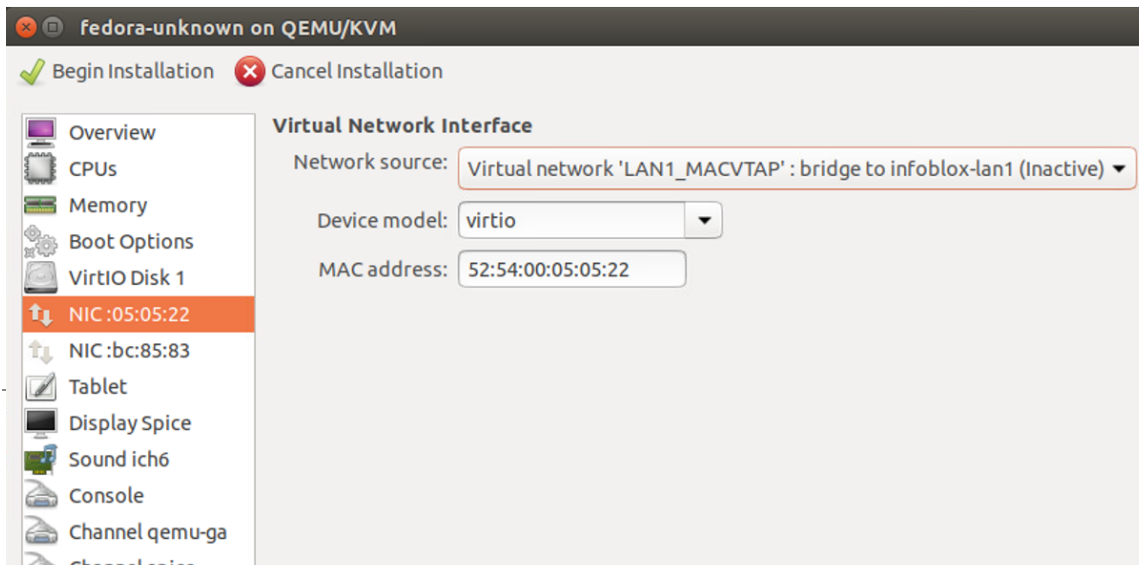 fedora-unknown on QEMU/KVM
Begin Installation Cancel Installation
Overview
CPUs
Memory
Boot Options
VirtIO Disk 1
NIC :05:05:22
NIC :bc:85:83
Tablet
Display Spice
Sound ich6
Console
Channel qemu-ga
Channel spice
Virtual Network Interface
Network source: Virtual network 'LAN1_MACVTAP' : bridge to infoblox-lan1 (Inactive)
Device model: virtio
MAC address: 52:54:00:05:05:22